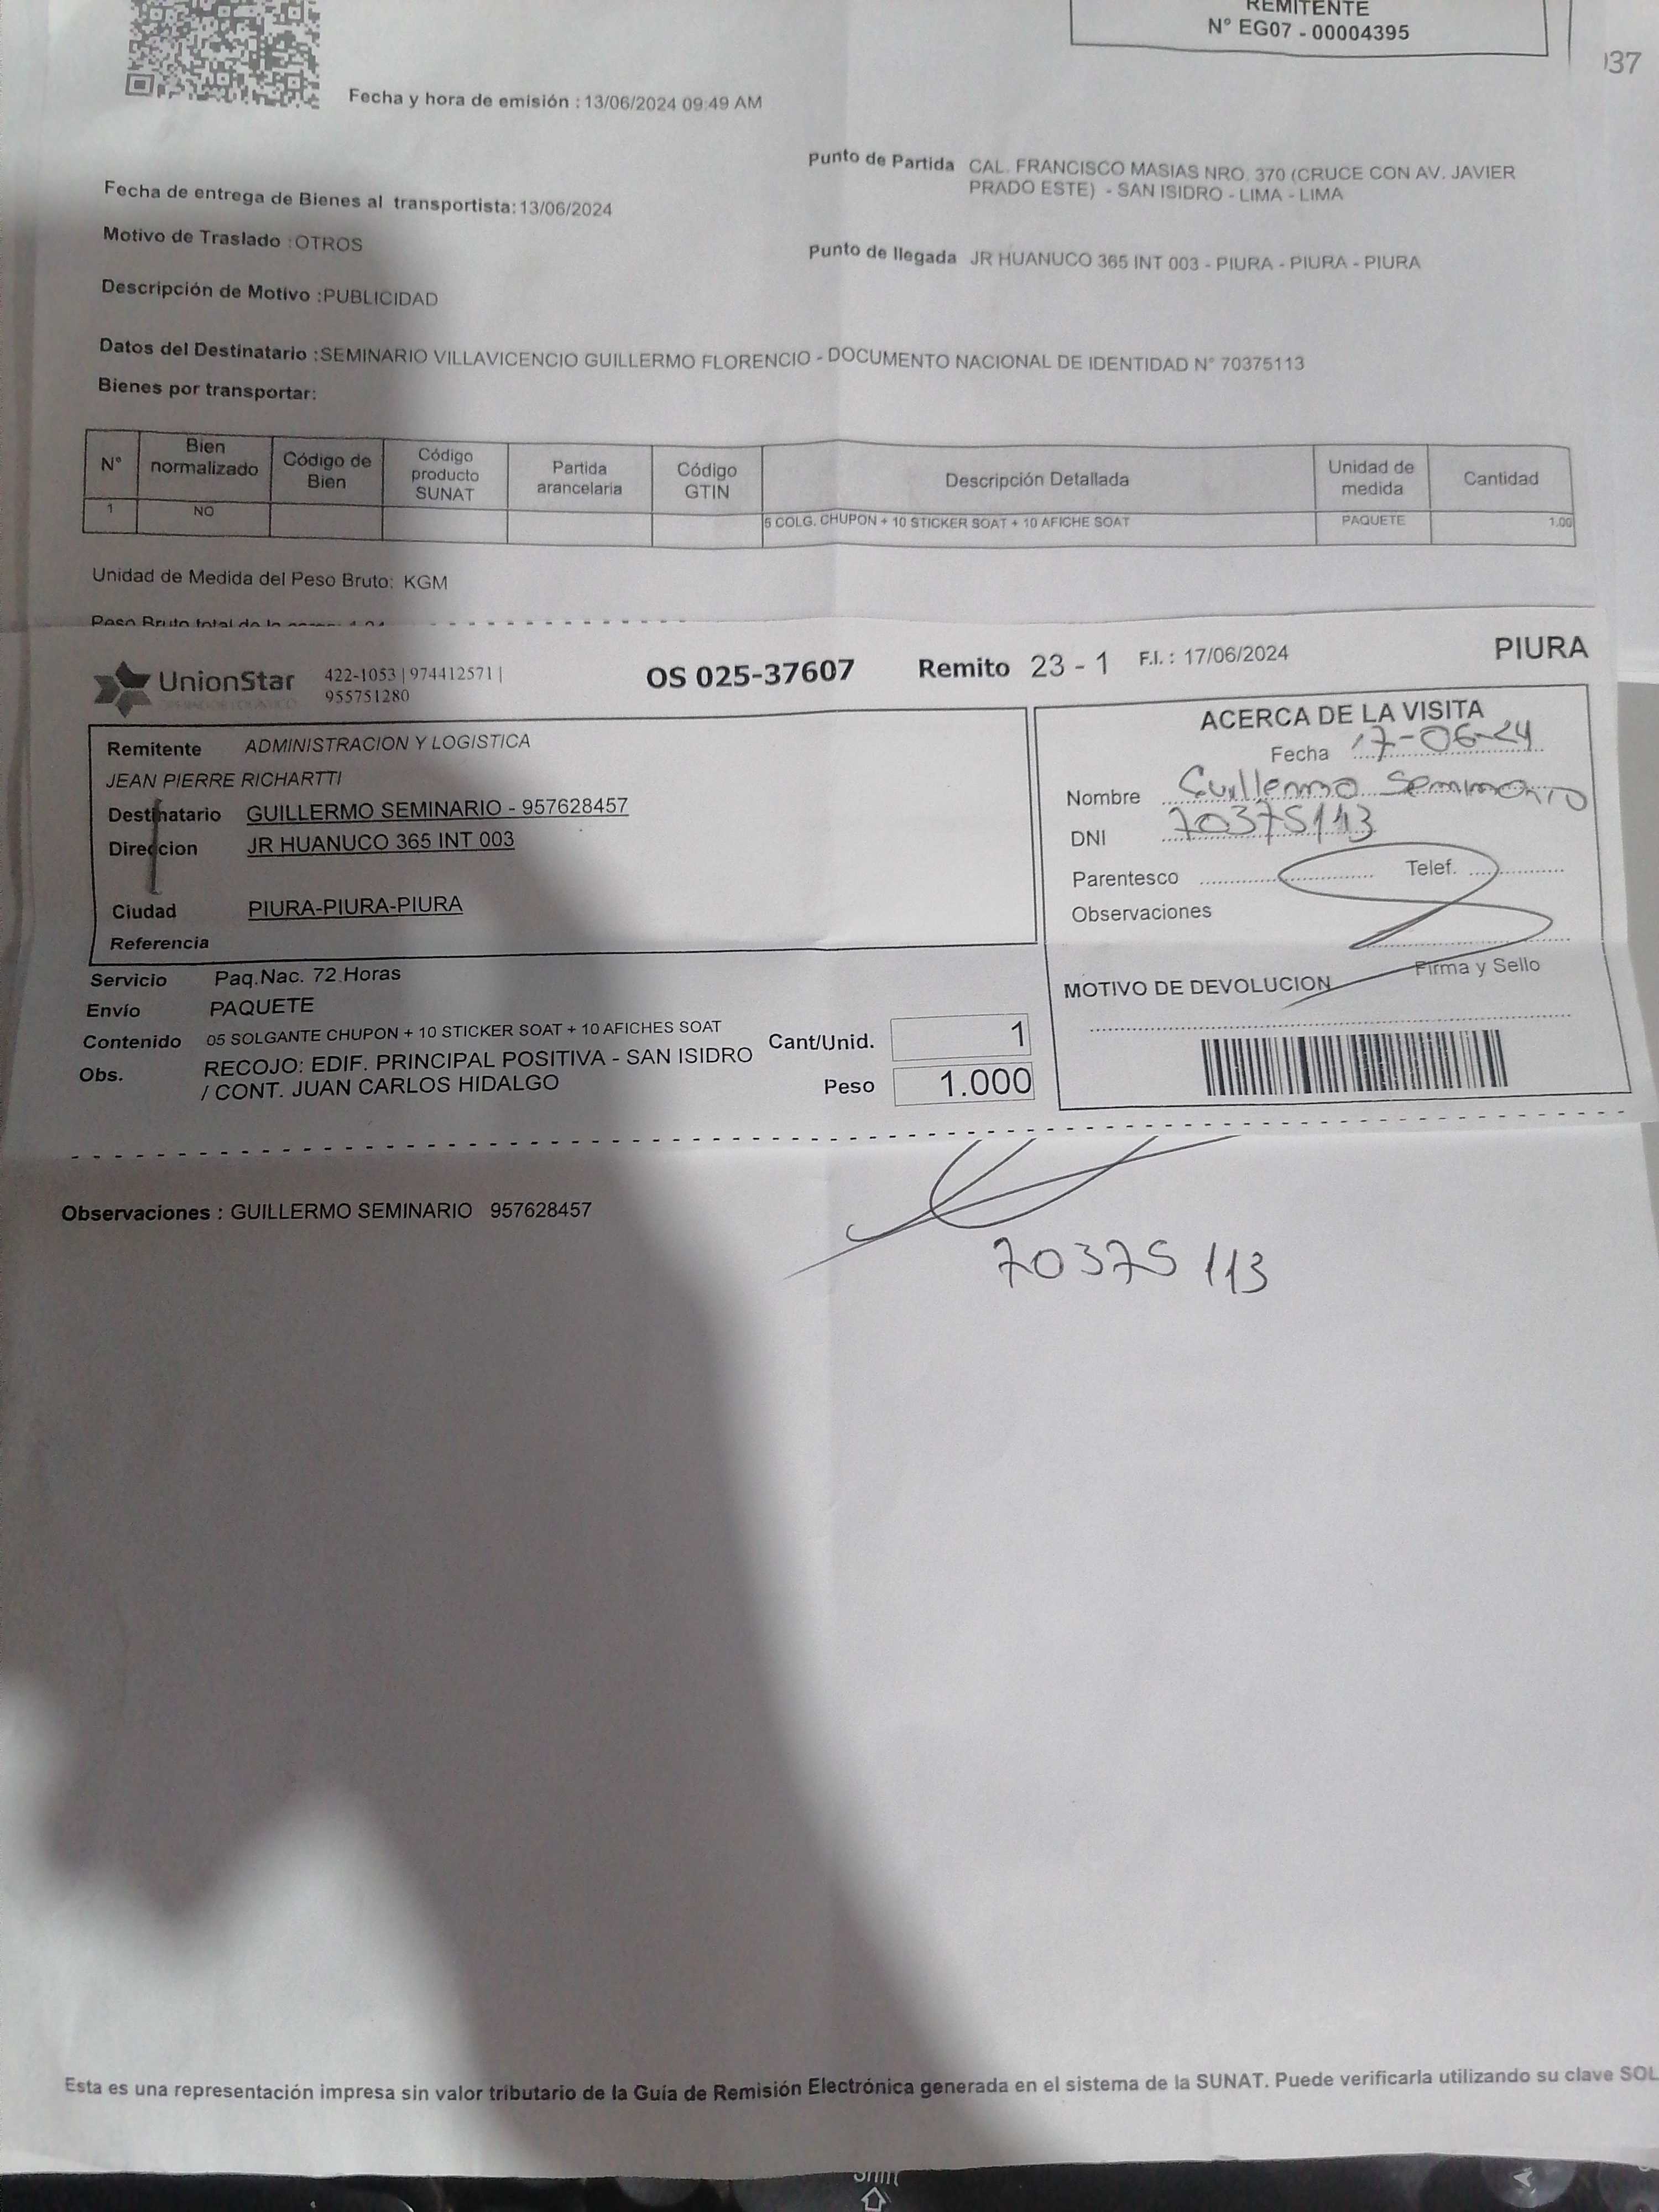 REMITENTE
N° EG07 - 00004395
037
Fecha y hora de emisión : 13/06/2024 09:49 AM
Punto de Partida CAL. FRANCISCO MASIAS NRO. 370 (CRUCE CON AV. JAVIER
PRADO ESTE) - SAN ISIDRO - LIMA - LIMA
Fecha de entrega de Bienes al transportista: 13/06/2024
Motivo de Traslado : OTROS
Punto de llegada JR HUANUCO 365 INT 003 - PIURA - PIURA - PIURA
Descripción de Motivo : PUBLICIDAD
Datos del Destinatario : SEMINARIO VILLAVICENCIO GUILLERMO FLORENCIO - DOCUMENTO NACIONAL DE IDENTIDAD N° 70375113
Bienes por transportar:
N° Bien normalizado Código de Bien Código producto SUNAT Partida arancelaria Código GTIN Descripción Detallada Unidad de medida Cantidad
1 NO 5 COLG. CHUPON + 10 STICKER SOAT + 10 AFICHE SOAT PAQUETE 1.00
Unidad de Medida del Peso Bruto: KGM
Peso Bruto total de la
UnionStar 422-1053 | 974412571 |
955751280
OS 025-37607 Remito 23 - 1 F.I. : 17/06/2024 PIURA
Remitente ADMINISTRACION Y LOGISTICA
JEAN PIERRE RICHARTTI
Destinatario GUILLERMO SEMINARIO - 957628457
Direccion JR HUANUCO 365 INT 003
Ciudad PIURA-PIURA-PIURA
Referencia
Servicio Paq.Nac. 72 Horas
Envío PAQUETE
Contenido 05 SOLGANTE CHUPON + 10 STICKER SOAT + 10 AFICHES SOAT
Obs. RECOJO: EDIF. PRINCIPAL POSITIVA - SAN ISIDRO
/ CONT. JUAN CARLOS HIDALGO
Cant/Unid. 1
Peso 1.000
ACERCA DE LA VISITA
Fecha 17-06-24
Nombre Guillermo Seminario
DNI 70375113
Parentesco Telef.
Observaciones
Firma y Sello
MOTIVO DE DEVOLUCION
Observaciones : GUILLERMO SEMINARIO 957628457
70375113
Esta es una representación impresa sin valor tributario de la Guía de Remisión Electrónica generada en el sistema de la SUNAT. Puede verificarla utilizando su clave SOL
Shift